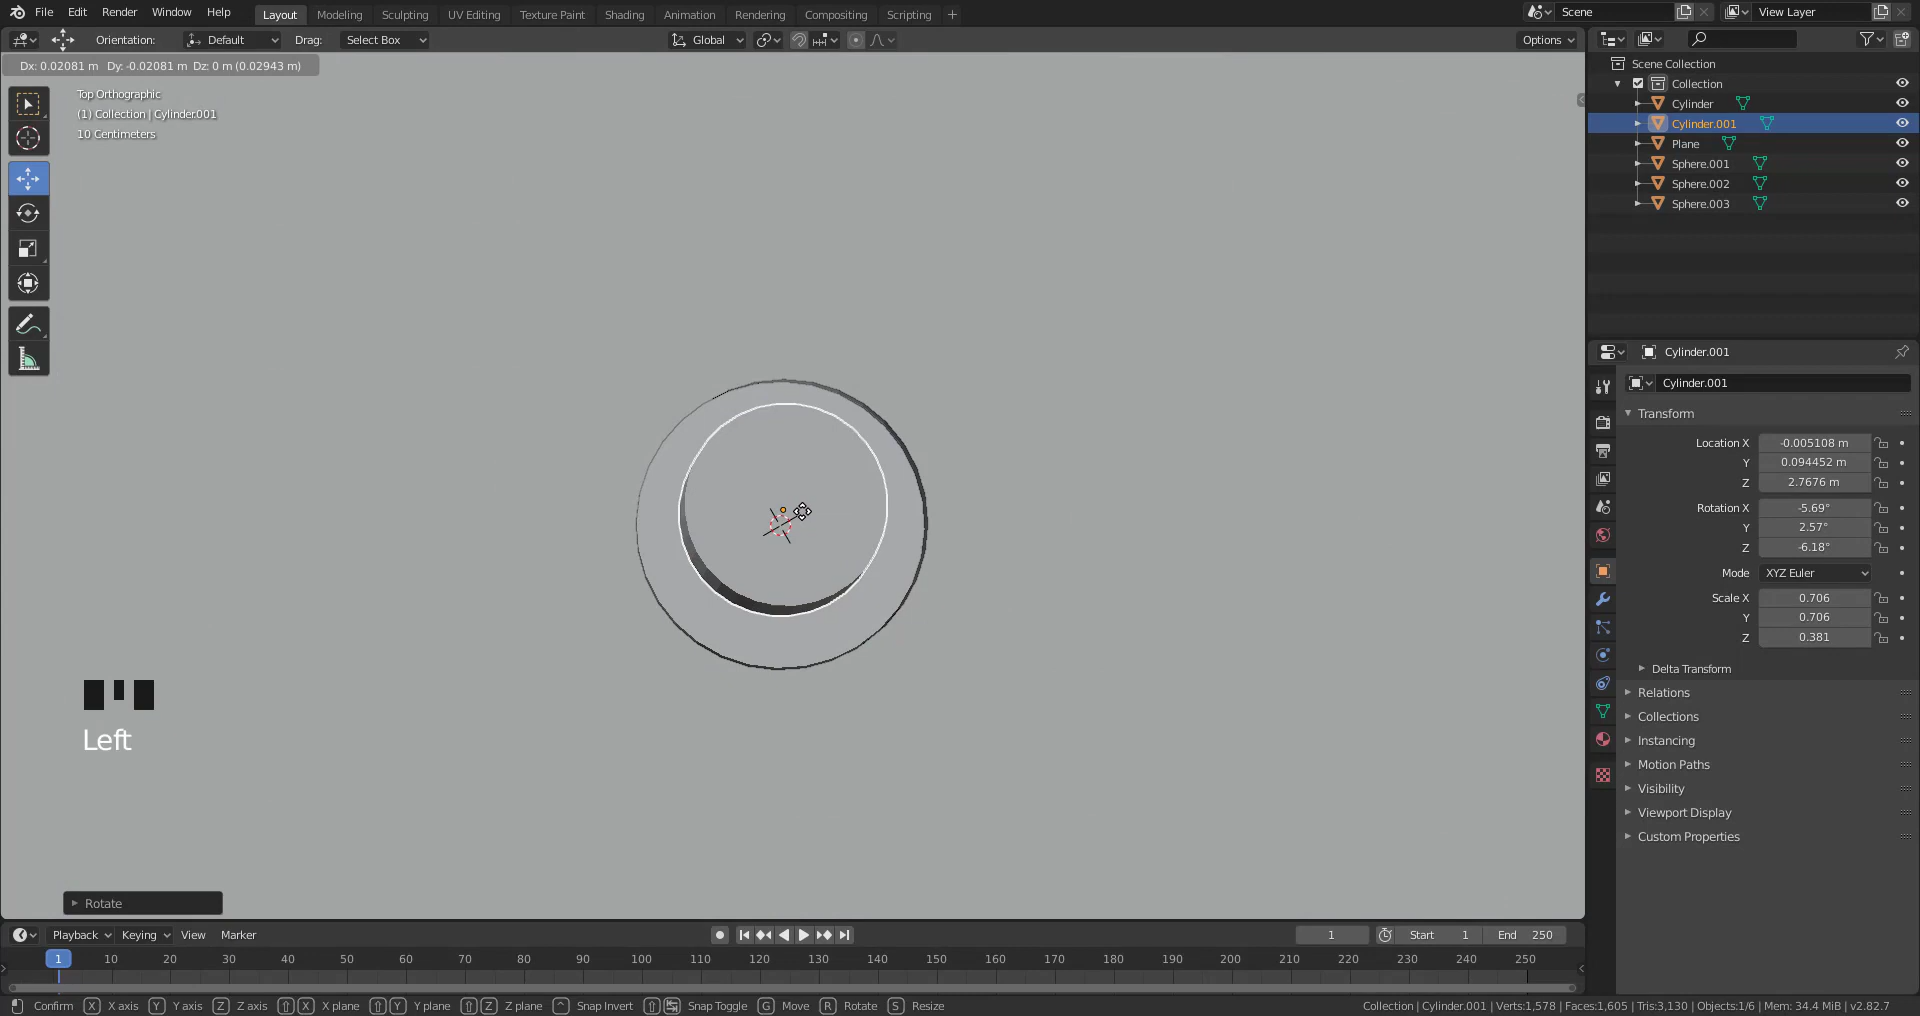 File Edit Render Window Help Layout Modeling Sculpting UV Editing Texture Paint Shading Animation Rendering Compositing Scripting + Scene View Layer
Orientation: Default Drag: Select Box Global Options
Dx: 0.02081 m Dy: -0.02081 m Dz: 0 m (0.02943 m)
Top Orthographic
(1) Collection | Cylinder.001
10 Centimeters
Left
Rotate
Scene Collection
Collection
Cylinder
Cylinder.001
Plane
Sphere.001
Sphere.002
Sphere.003
Cylinder.001
Cylinder.001
Transform
Location X -0.005108 m
Y 0.094452 m
Z 2.7676 m
Rotation X -5.69°
Y 2.57°
Z -6.18°
Mode XYZ Euler
Scale X 0.706
Y 0.706
Z 0.381
Delta Transform
Relations
Collections
Instancing
Motion Paths
Visibility
Viewport Display
Custom Properties
Playback Keying View Marker 1 Start 1 End 250
1 10 20 30 40 50 60 70 80 90 100 110 120 130 140 150 160 170 180 190 200 210 220 230 240 250
Confirm X X axis Y Y axis Z Z axis X X plane Y Y plane Z Z plane ^ Snap Invert Snap Toggle G Move R Rotate S Resize Collection | Cylinder.001 | Verts:1,578 | Faces:1,605 | Tris:3,130 | Objects:1/6 | Mem: 34.4 MiB | v2.82.7